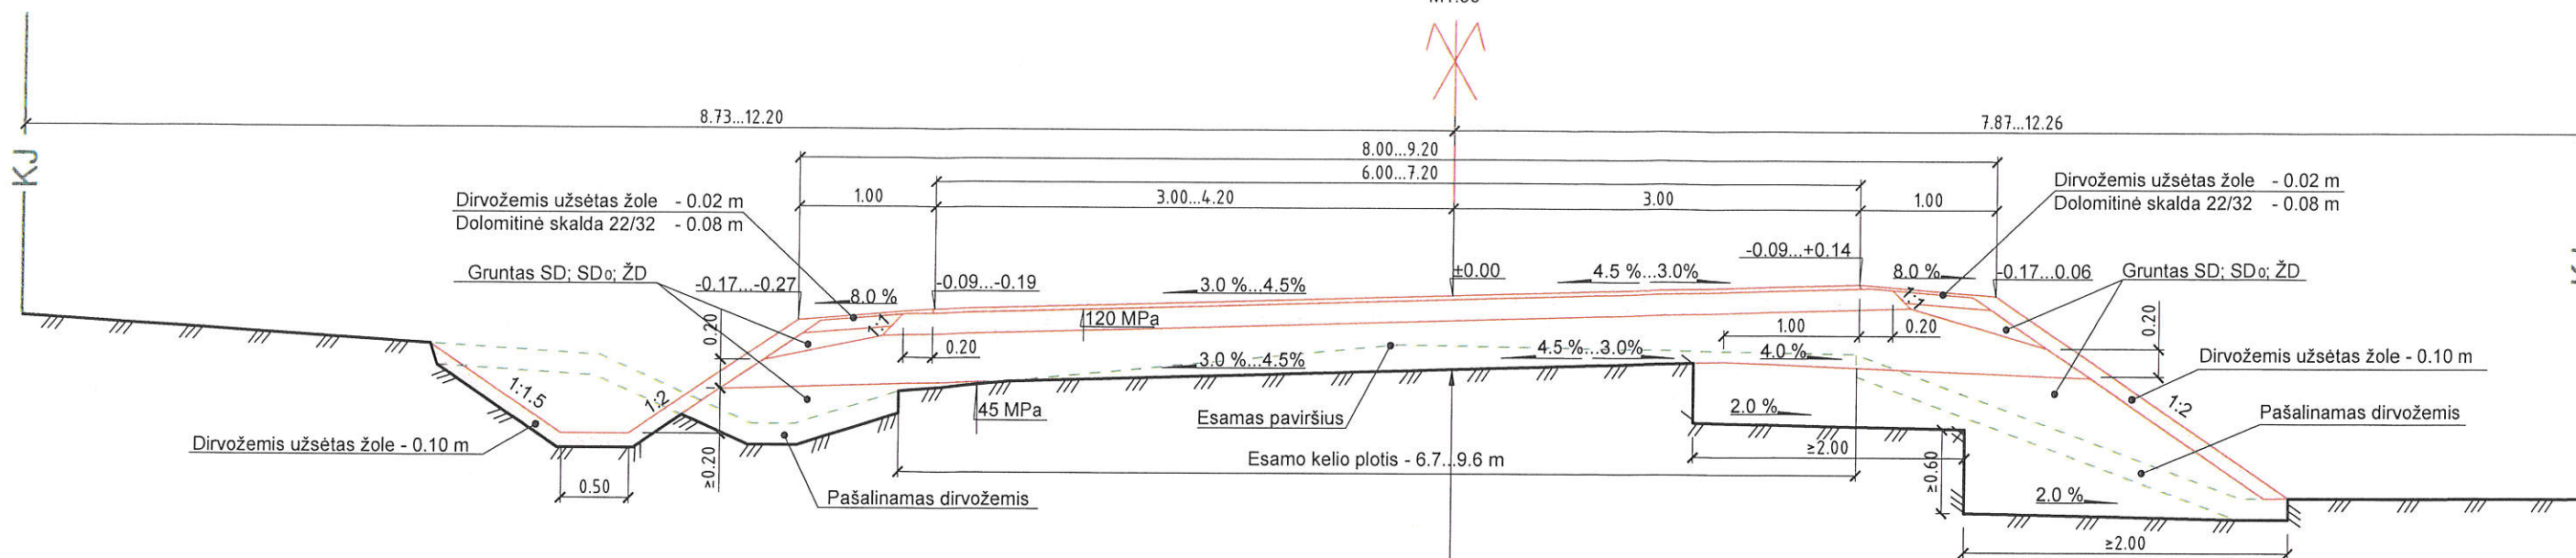 8.73...12.20
7.87...12.26
KJ
8.00...9.20
6.00...7.20
Dirvožemis užsėtas žole - 0.02 m
Dolomitinė skalda 22/32 - 0.08 m
1.00
3.00...4.20
3.00
1.00
Dirvožemis užsėtas žole - 0.02 m
Dolomitinė skalda 22/32 - 0.08 m
Gruntas SD; SD₀; ŽD
-0.17...-0.27
8.0 %
-0.09...-0.19
3.0 %...4.5%
±0.00
4.5 %...3.0%
-0.09...+0.14
8.0 %
-0.17...0.06
Gruntas SD; SD₀; ŽD
1:1
120 MPa
1:1
0.20
0.20
1.00
0.20
0.20
3.0 %...4.5%
4.5 %...3.0%
4.0 %
Dirvožemis užsėtas žole - 0.10 m
1:1.5
1:2
45 MPa
Esamas paviršius
2.0 %
1:2
Pašalinamas dirvožemis
Dirvožemis užsėtas žole - 0.10 m
≥0.20
Esamo kelio plotis - 6.7...9.6 m
≥2.00
≥0.60
0.50
Pašalinamas dirvožemis
2.0 %
≥2.00